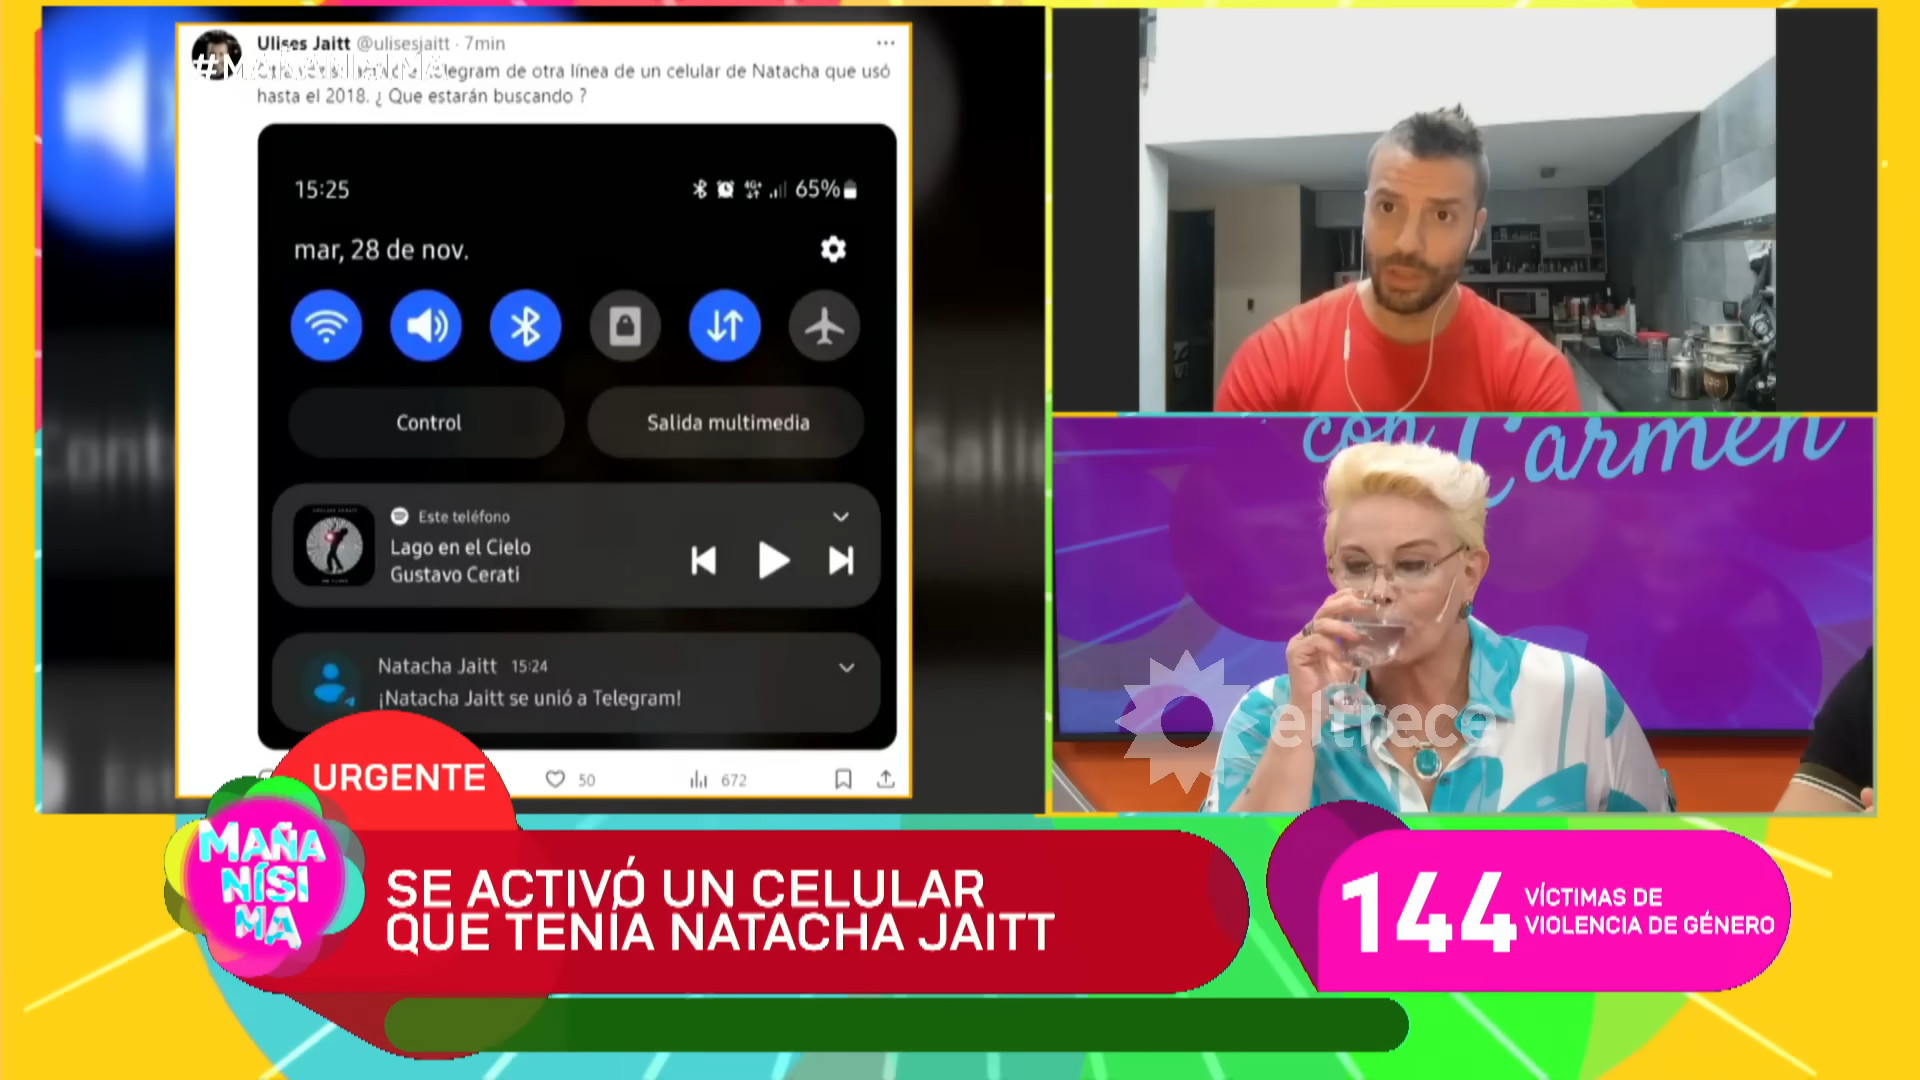 Ulises Jaitt @ulisesjaitt · 7min
#MAÑANISIMA
elegram de otra línea de un celular de Natacha que usó
hasta el 2018. ¿ Que estarán buscando ?
15:25
4G+
65%
mar, 28 de nov.
Control
Salida multimedia
Este teléfono
Lago en el Cielo
Gustavo Cerati
Natacha Jaitt 15:24
¡Natacha Jaitt se unió a Telegram!
50
672
con Carmen
eltrece
URGENTE
MAÑA
NÍSI
MA
SE ACTIVÓ UN CELULAR
QUE TENÍA NATACHA JAITT
144
VÍCTIMAS DE
VIOLENCIA DE GÉNERO